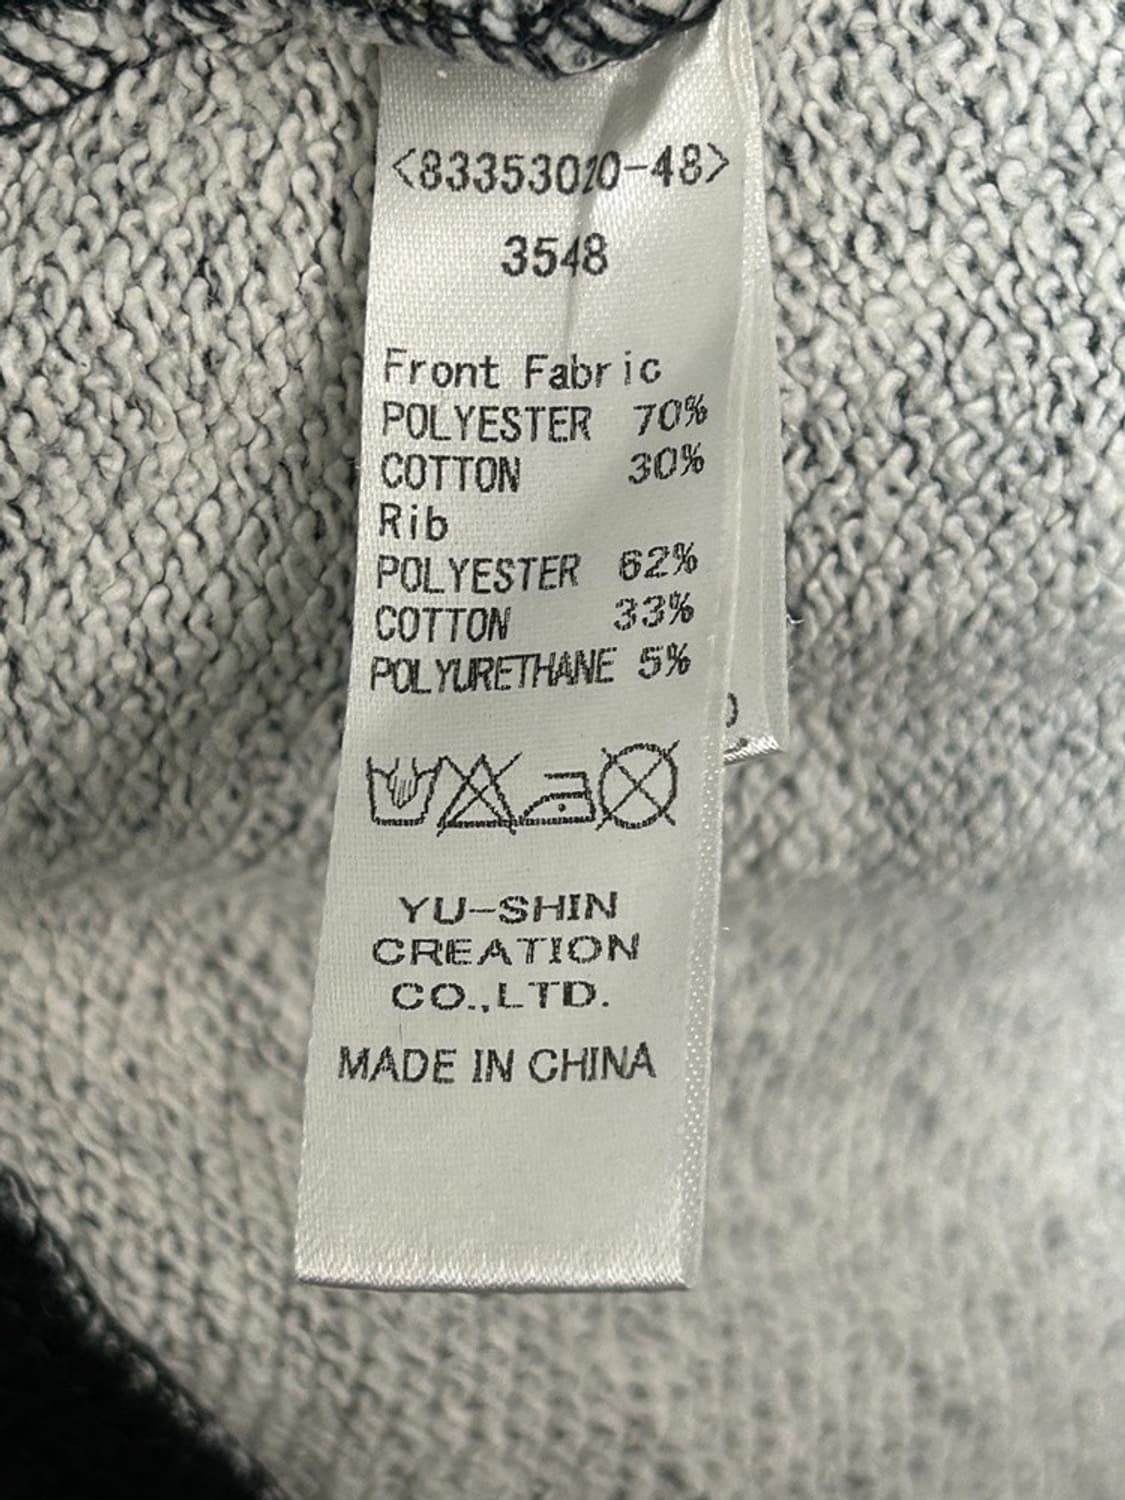 <83353020-48>
3548
Front Fabric
POLYESTER 70%
COTTON 30%
Rib
POLYESTER 62%
COTTON 33%
POLYURETHANE 5%
YU-SHIN
CREATION
CO.,LTD.
MADE IN CHINA